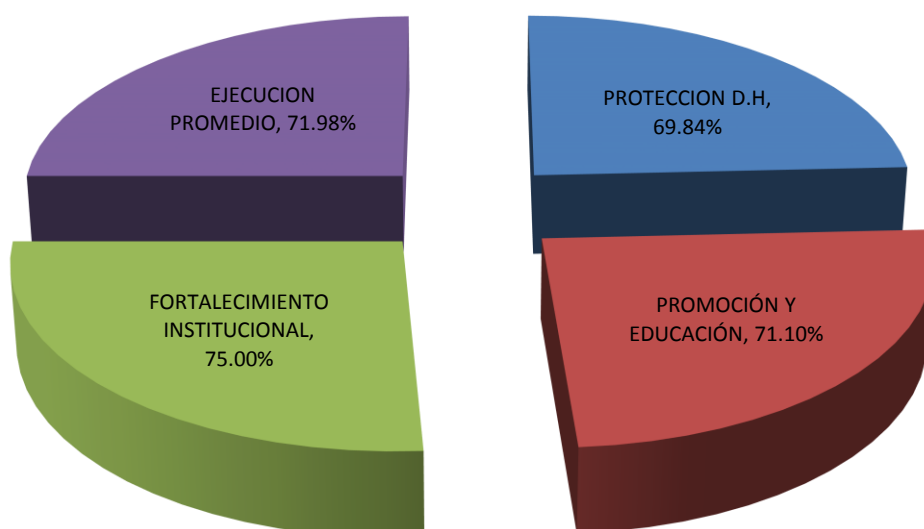 EJECUCION
PROMEDIO, 71.98%
PROTECCION D.H,
69.84%
FORTALECIMIENTO
INSTITUCIONAL,
75.00%
PROMOCIÓN Y
EDUCACIÓN, 71.10%